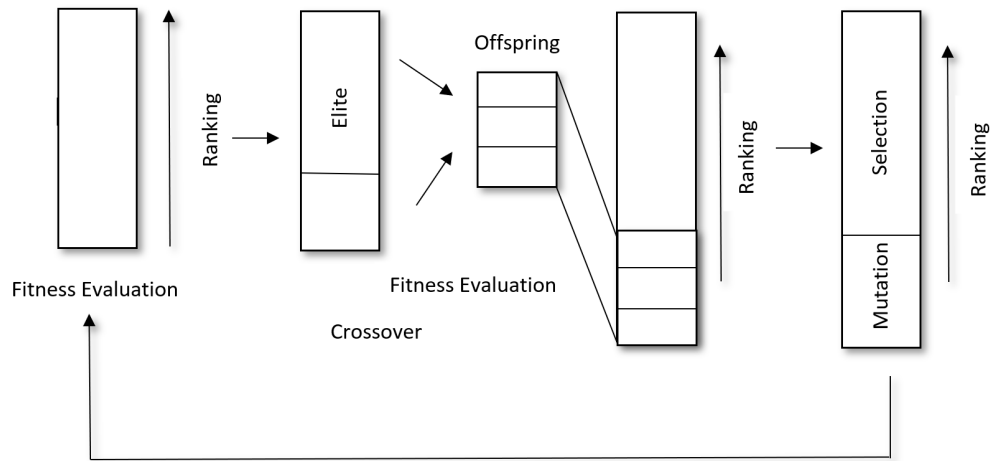 Ranking
Fitness Evaluation
Elite
Offspring
Fitness Evaluation
Crossover
Ranking
Selection
Mutation
Ranking